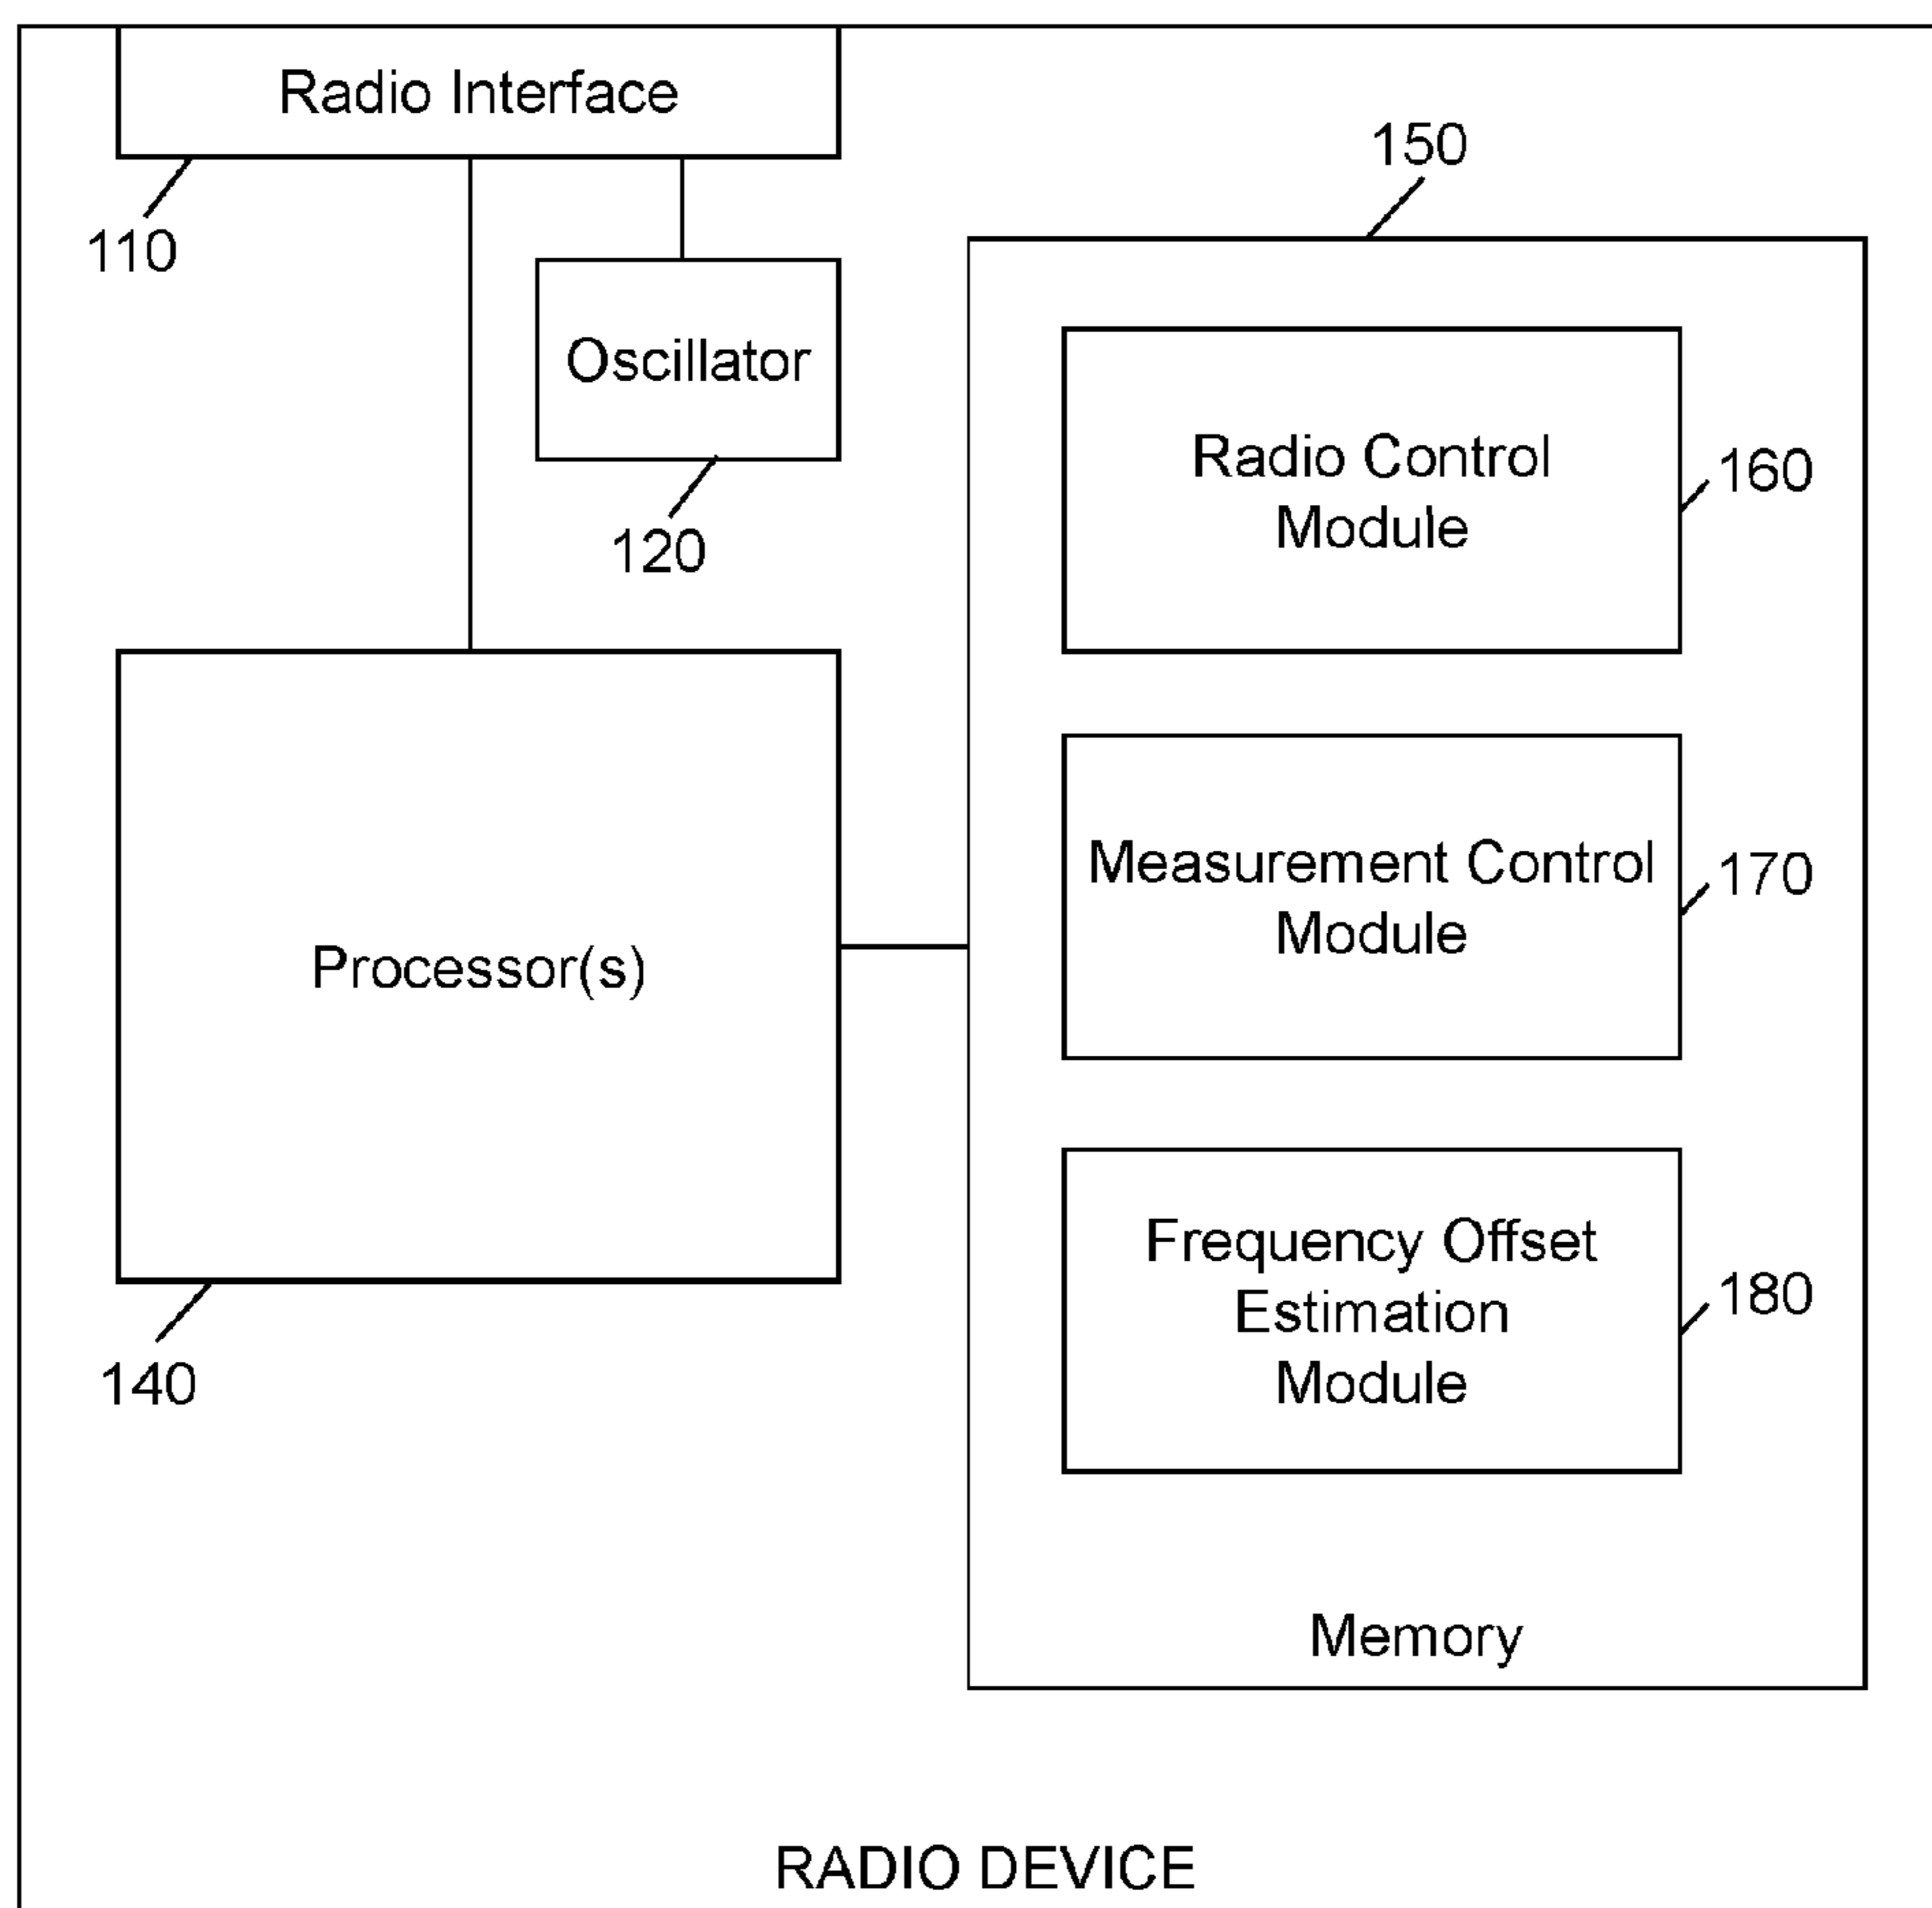 Radio Interface
110
150
Oscillator
120
Radio Control
Module
160
Measurement Control
Module
170
Processor(s)
140
Frequency Offset
Estimation
Module
180
Memory
RADIO DEVICE